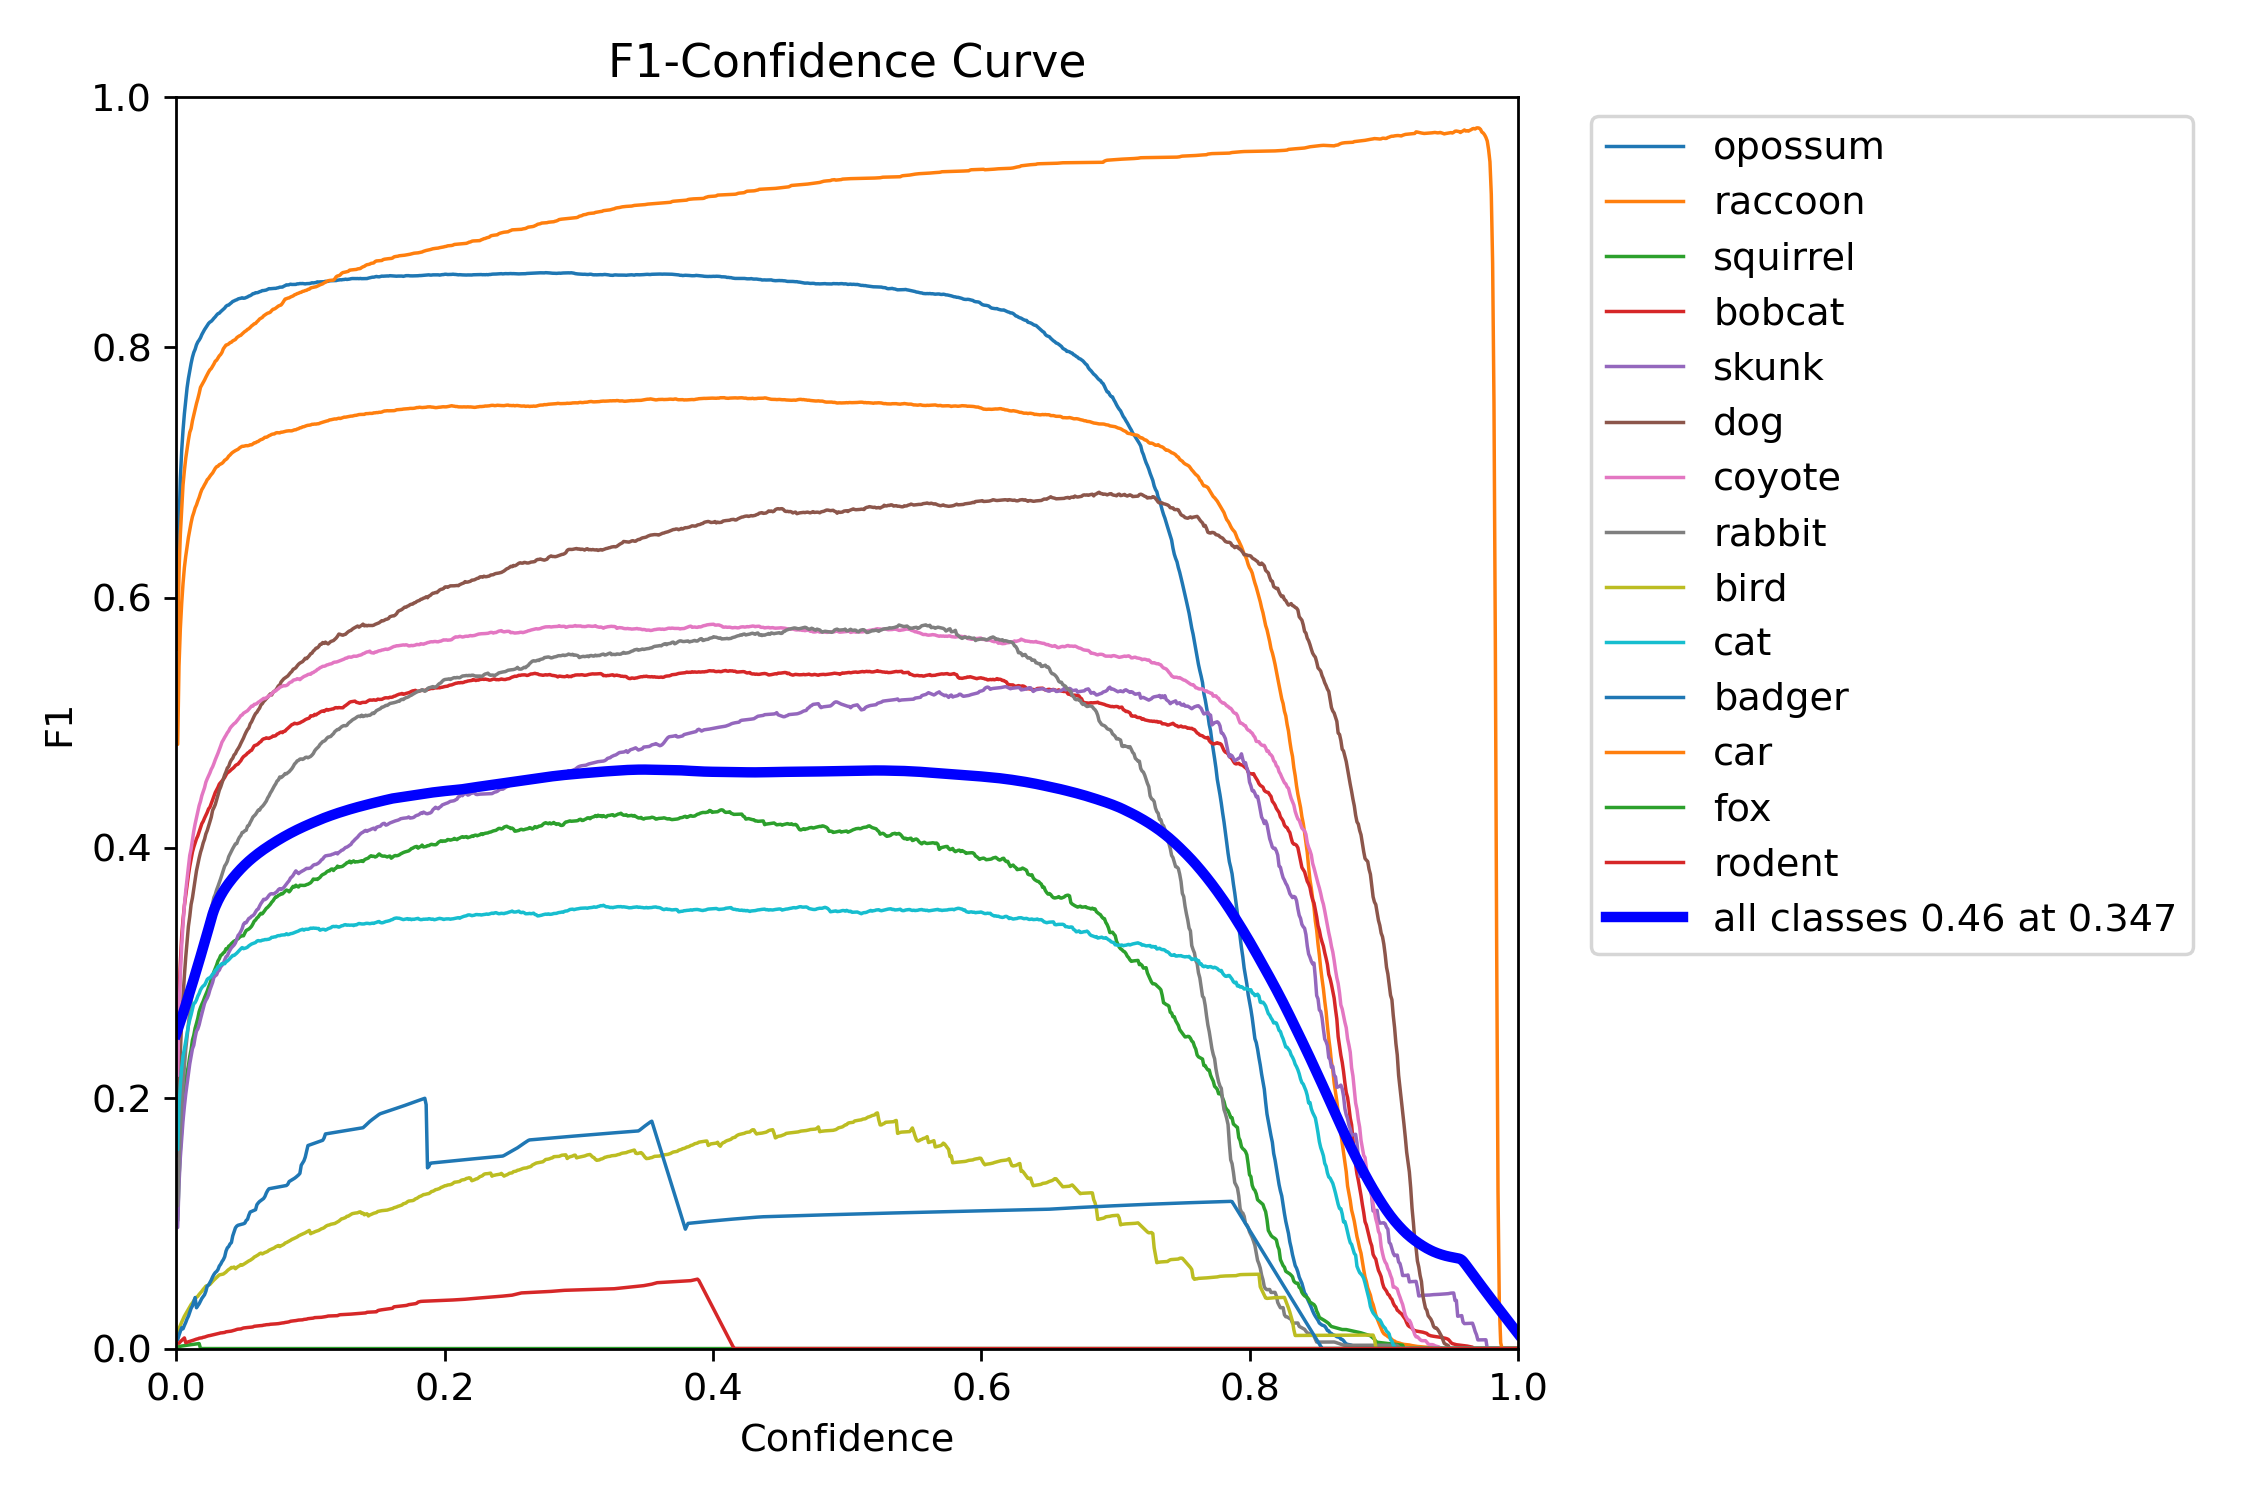 F1-Confidence Curve
1.0
0.8
0.6
0.4
0.2
0.0
F1
0.0 0.2 0.4 0.6 0.8 1.0
Confidence
opossum
raccoon
squirrel
bobcat
skunk
dog
coyote
rabbit
bird
cat
badger
car
fox
rodent
all classes 0.46 at 0.347